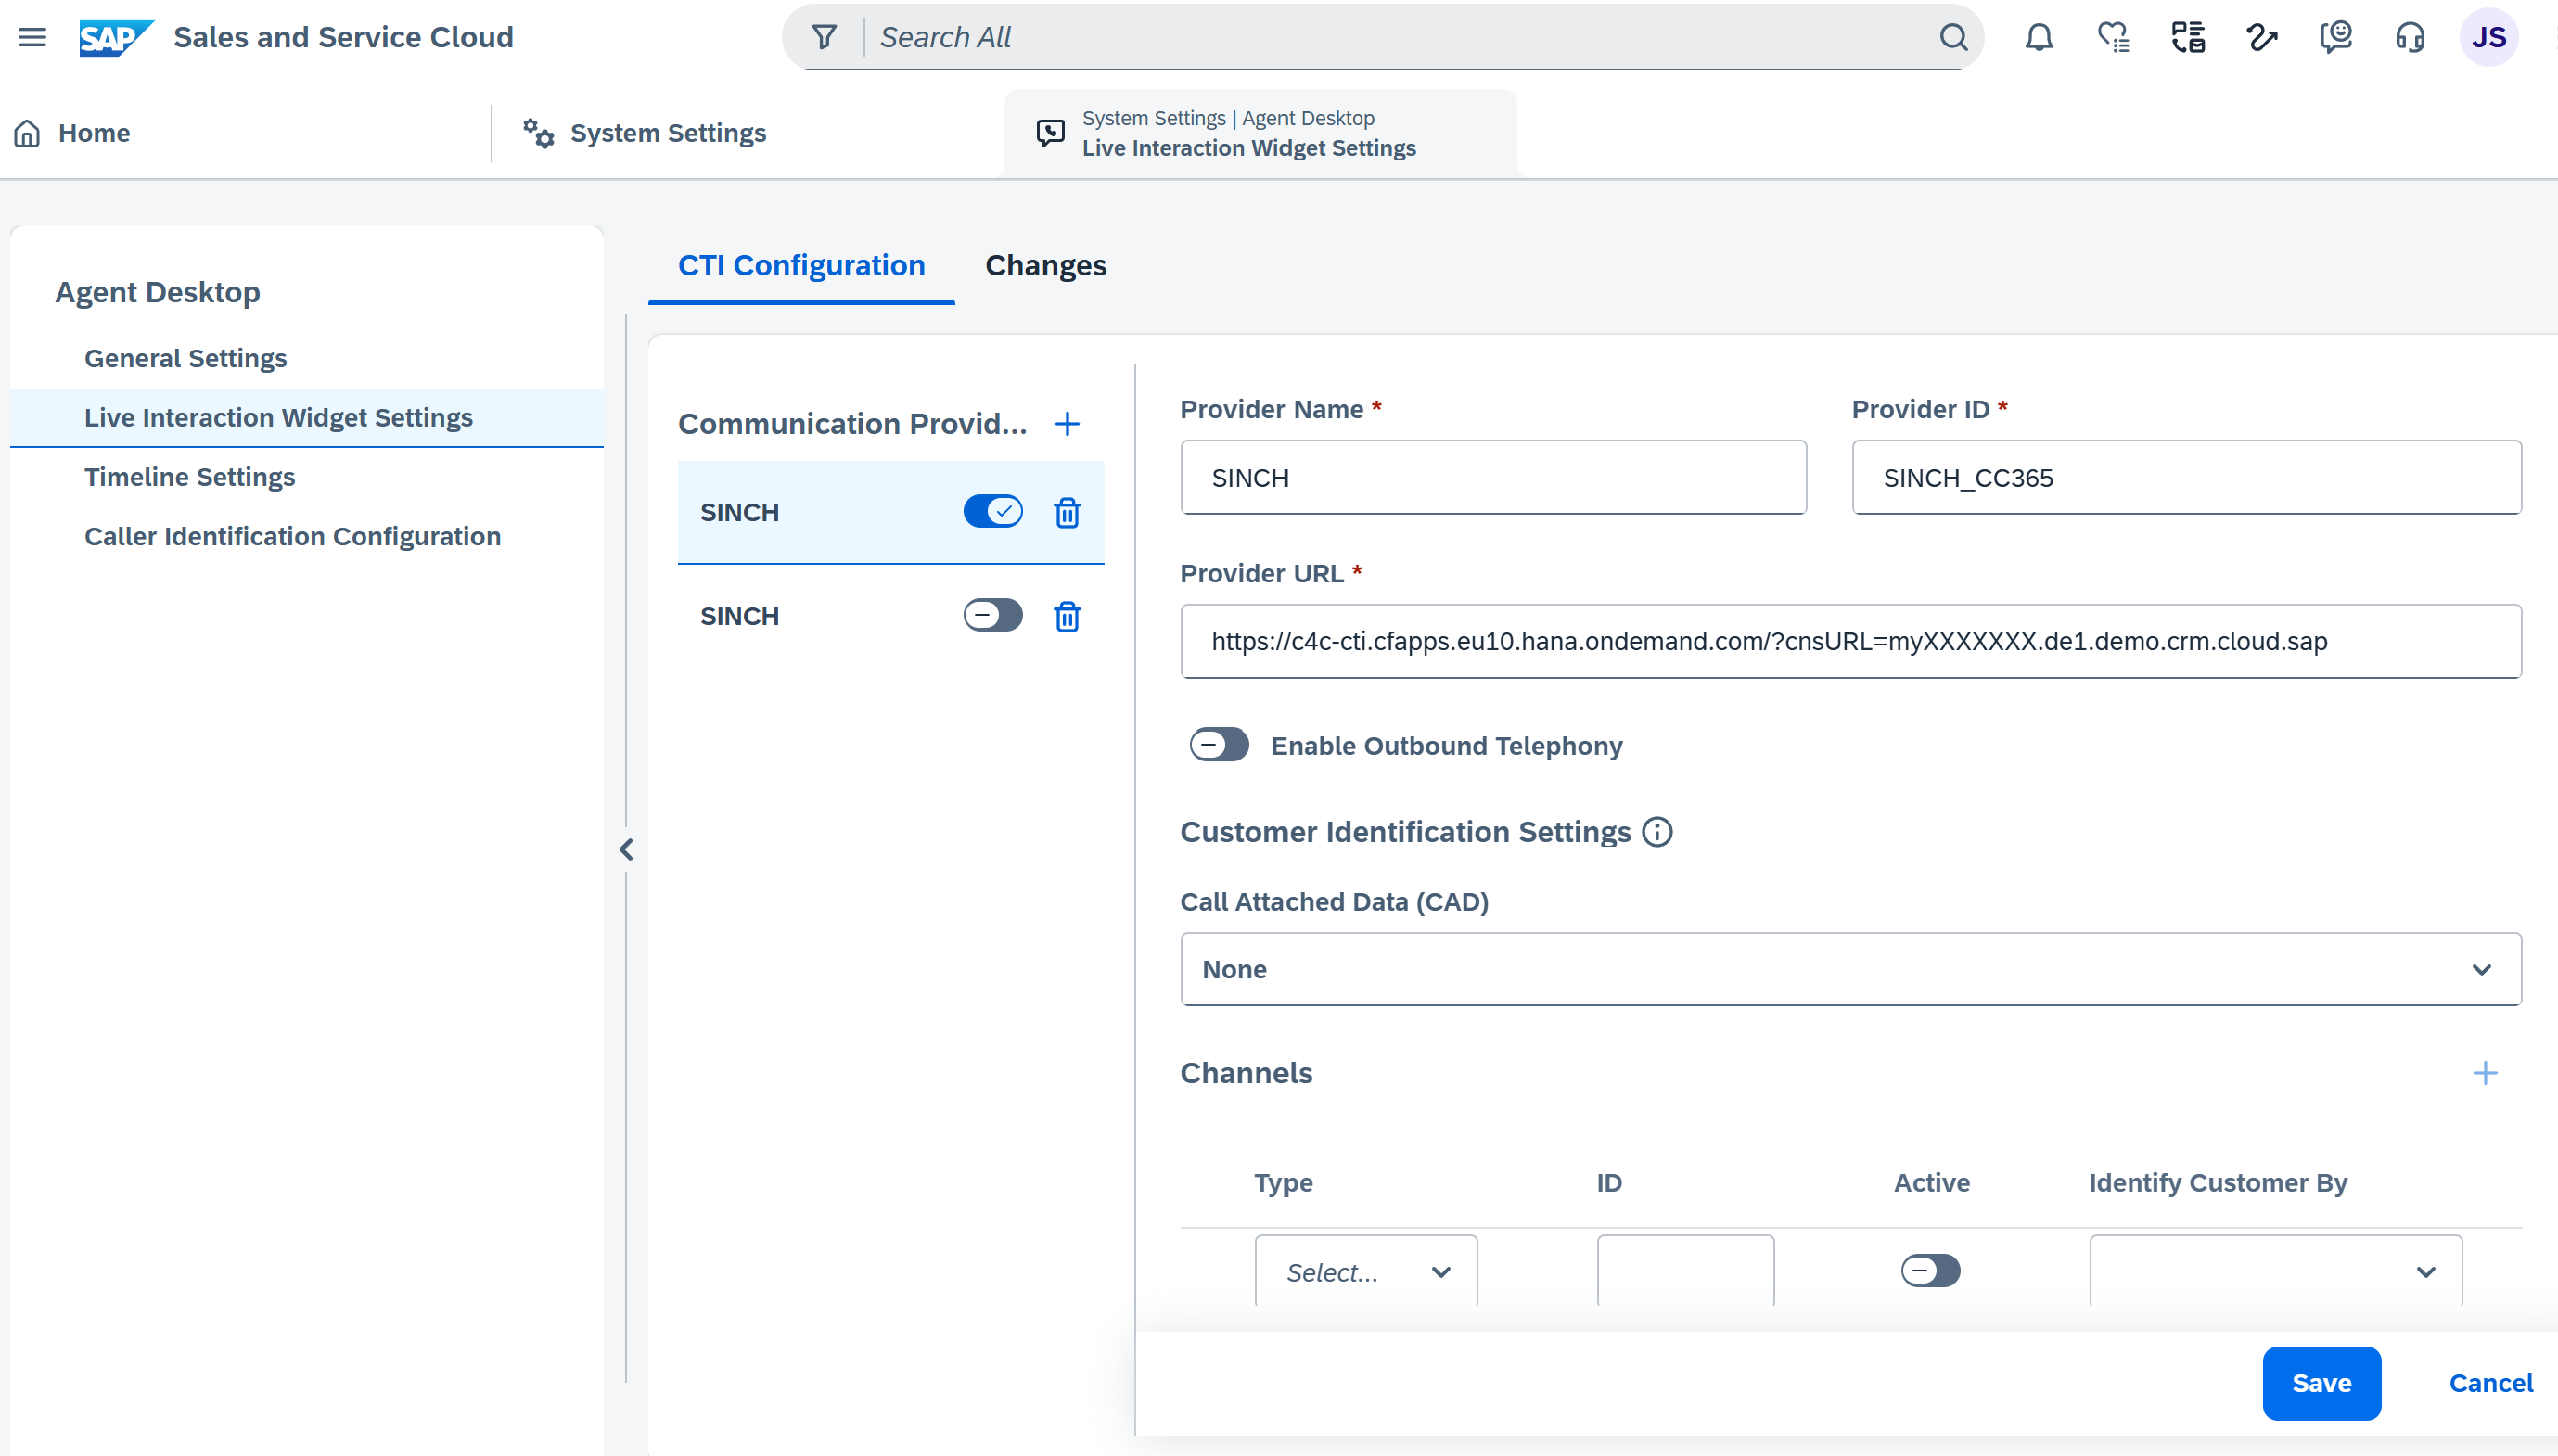 SAP Sales and Service Cloud
Search All
JS
Home
System Settings
System Settings | Agent Desktop
Live Interaction Widget Settings
Agent Desktop
General Settings
Live Interaction Widget Settings
Timeline Settings
Caller Identification Configuration
CTI Configuration
Changes
Communication Provid...
SINCH
SINCH
Provider Name *
SINCH
Provider ID *
SINCH_CC365
Provider URL *
https://c4c-cti.cfapps.eu10.hana.ondemand.com/?cnsURL=myXXXXXXX.de1.demo.crm.cloud.sap
Enable Outbound Telephony
Customer Identification Settings
Call Attached Data (CAD)
None
Channels
Type ID Active Identify Customer By
Select...
Save Cancel